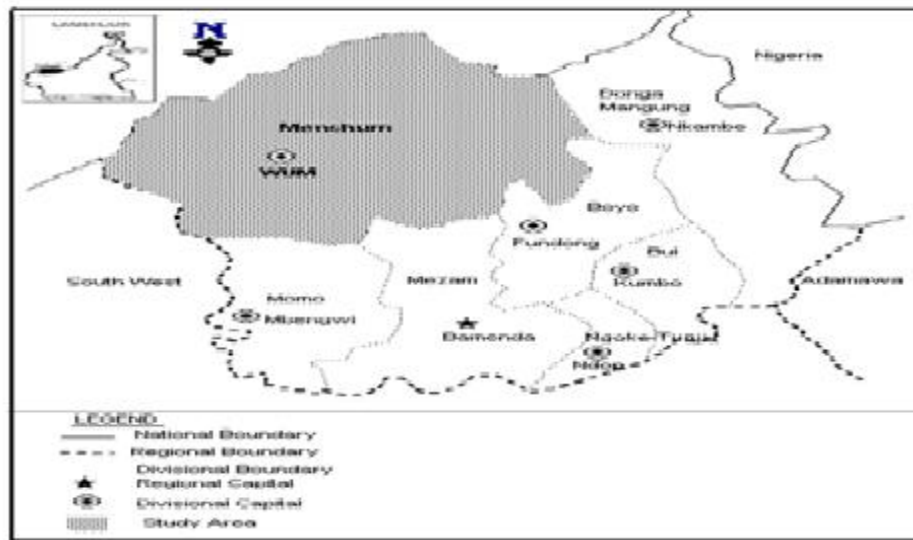 N
Nigeria
Donga
Mangung
Nkambe
Menshum
WUM
Boyo
Fundong
Bui
Kumbo
South West
Mezam
Adamawa
Momo
Mbengwi
Bamenda
Ndop
LEGEND
National Boundary
Regional Boundary
Divisional Boundary
Regional Capital
Divisional Capital
Study Area